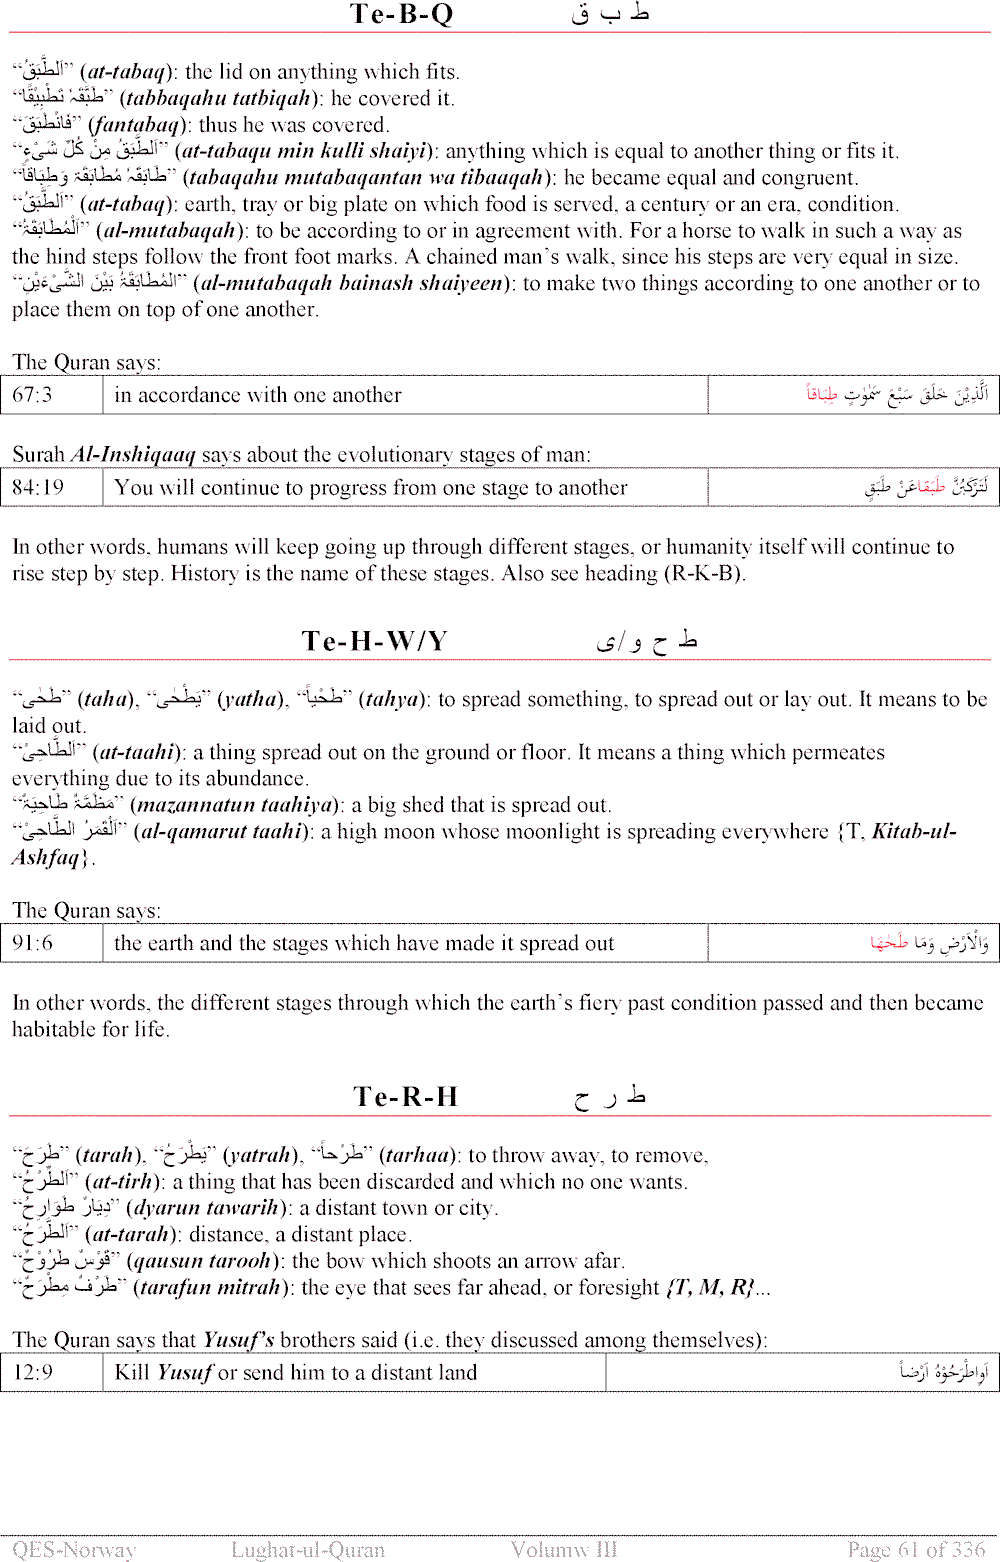 Te-B-Q ط ب ق
“اَلطَّبَقُ” (at-tabaq): the lid on anything which fits.
“طَبَّقَہٗ تَطْبِیْقًا” (tabbaqahu tatbiqah): he covered it.
“فَانْطَبَقَ” (fantabaq): thus he was covered.
“اَلطَّبَقُ مِنْ كُلِّ شَیْءٍ” (at-tabaqu min kulli shaiyi): anything which is equal to another thing or fits it.
“طَابَقَہٗ مُطَابَقَةً وَطِبَاقاً” (tabaqahu mutabaqantan wa tibaaqah): he became equal and congruent.
“اَلطَّبَقُ” (at-tabaq): earth, tray or big plate on which food is served, a century or an era, condition.
“اَلْمُطَابَقَةُ” (al-mutabaqah): to be according to or in agreement with. For a horse to walk in such a way as
the hind steps follow the front foot marks. A chained man’s walk, since his steps are very equal in size.
“اَلمُطَابَقَةُ بَيْنَ الشَّیْءَیْنِ” (al-mutabaqah bainash shaiyeen): to make two things according to one another or to
place them on top of one another.
The Quran says:
67:3 in accordance with one another اَلَّذِیْنَ خَلَقَ سَبْعَ سَمٰوٰتٍ طِبَاقاً
Surah Al-Inshiqaaq says about the evolutionary stages of man:
84:19 You will continue to progress from one stage to another لَتَرْكَبُنَّ طَبَقاعَنْ طَبَقٍ
In other words, humans will keep going up through different stages, or humanity itself will continue to
rise step by step. History is the name of these stages. Also see heading (R-K-B).
Te-H-W/Y ط ح و/ی
“طَحٰی” (taha), “یَطْحٰی” (yatha), “طَحْیاً” (tahya): to spread something, to spread out or lay out. It means to be
laid out.
“اَلطَّاحِیْ” (at-taahi): a thing spread out on the ground or floor. It means a thing which permeates
everything due to its abundance.
“مَظَمَّةٌ طَاحِیَةٌ” (mazannatun taahiya): a big shed that is spread out.
“اَلْقَمَرُ الطَّاحِیْ” (al-qamarut taahi): a high moon whose moonlight is spreading everywhere {T, Kitab-ul-
Ashfaq}.
The Quran says:
91:6 the earth and the stages which have made it spread out وَالْاَرْضِ وَمَا طَحٰہَا
In other words, the different stages through which the earth’s fiery past condition passed and then became
habitable for life.
Te-R-H ط ر ح
“طَرَحَ” (tarah), “یَطْرَحُ” (yatrah), “طَرْحاً” (tarhaa): to throw away, to remove,
“اَلطِّرْحُ” (at-tirh): a thing that has been discarded and which no one wants.
“دِیَارٌ طَوَارِحُ” (dyarun tawarih): a distant town or city.
“اَلطَّرَحُ” (at-tarah): distance, a distant place.
“قَوْسٌ طَرُوْحٌ” (qausun tarooh): the bow which shoots an arrow afar.
“طَرْفٌ مِطْرَحٌ” (tarafun mitrah): the eye that sees far ahead, or foresight {T, M, R}...
The Quran says that Yusuf’s brothers said (i.e. they discussed among themselves):
12:9 Kill Yusuf or send him to a distant land اَوِاطْرَحُوْہُ اَرْضاً
QES-Norway Lughat-ul-Quran Volumw III Page 61 of 336